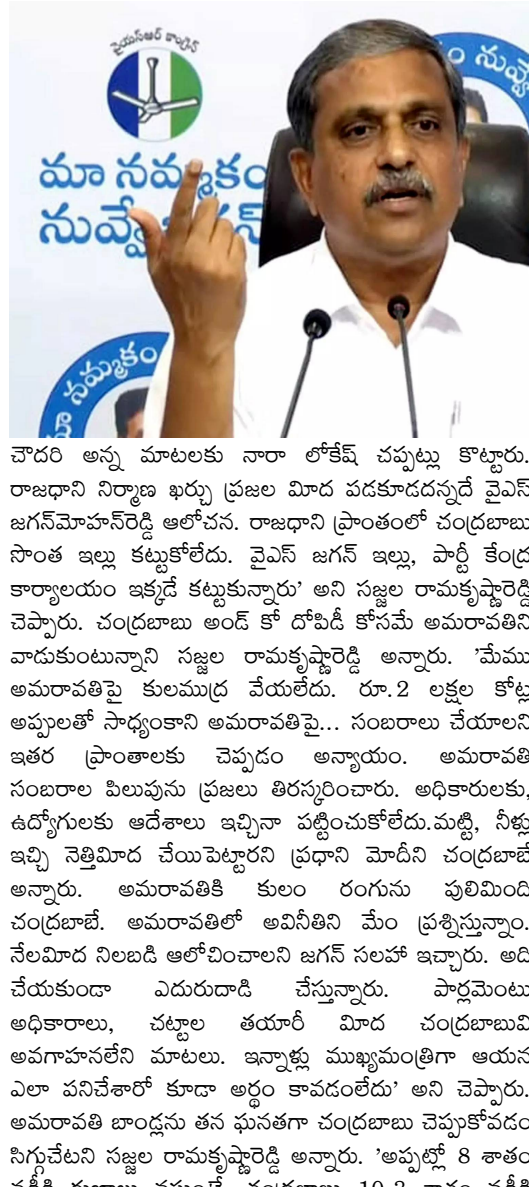 వైయస్ఆర్ కాంగ్రెస్
మా నమ్మకం
నువ్వే
కం నువ్వే
మా నమ్మకం
చౌదరి అన్న మాటలకు నారా లోకేష్ చప్పట్లు కొట్టారు.
రాజధాని నిర్మాణ ఖర్చు ప్రజల మీద పడకూడదన్నదే వైఎస్
జగన్‌మోహన్‌రెడ్డి ఆలోచన. రాజధాని ప్రాంతంలో చంద్రబాబు
సొంత ఇల్లు కట్టుకోలేదు. వైఎస్ జగన్ ఇల్లు, పార్టీ కేంద్ర
కార్యాలయం ఇక్కడే కట్టుకున్నారు’ అని సజ్జల రామకృష్ణారెడ్డి
చెప్పారు. చంద్రబాబు అండ్ కో దోపిడీ కోసమే అమరావతిని
వాడుకుంటున్నాని సజ్జల రామకృష్ణారెడ్డి అన్నారు. ’మేము
అమరావతిపై కులముద్ర వేయలేదు. రూ.2 లక్షల కోట్ల
అప్పులతో సాధ్యంకాని అమరావతిపై... సంబరాలు చేయాలని
ఇతర ప్రాంతాలకు చెప్పడం అన్యాయం. అమరావతి
సంబరాల పిలుపును ప్రజలు తిరస్కరించారు. అధికారులకు,
ఉద్యోగులకు ఆదేశాలు ఇచ్చినా పట్టించుకోలేదు.మట్టి, నీళ్లు
ఇచ్చి నెత్తిమీద చేయిపెట్టారని ప్రధాని మోదీని చంద్రబాబే
అన్నారు. అమరావతికి కులం రంగును పులిమింది
చంద్రబాబే. అమరావతిలో అవినీతిని మేం ప్రశ్నిస్తున్నాం.
నేలమీద నిలబడి ఆలోచించాలని జగన్ సలహా ఇచ్చారు. అది
చేయకుండా ఎదురుదాడి చేస్తున్నారు. పార్లమెంటు
అధికారాలు, చట్టాల తయారీ మీద చంద్రబాబువి
అవగాహనలేని మాటలు. ఇన్నాళ్లు ముఖ్యమంత్రిగా ఆయన
ఎలా పనిచేశారో కూడా అర్థం కావడంలేదు’ అని చెప్పారు.
అమరావతి బాండ్లను తన ఘనతగా చంద్రబాబు చెప్పుకోవడం
సిగ్గుచేటని సజ్జల రామకృష్ణారెడ్డి అన్నారు. ’అప్పట్లో 8 శాతం